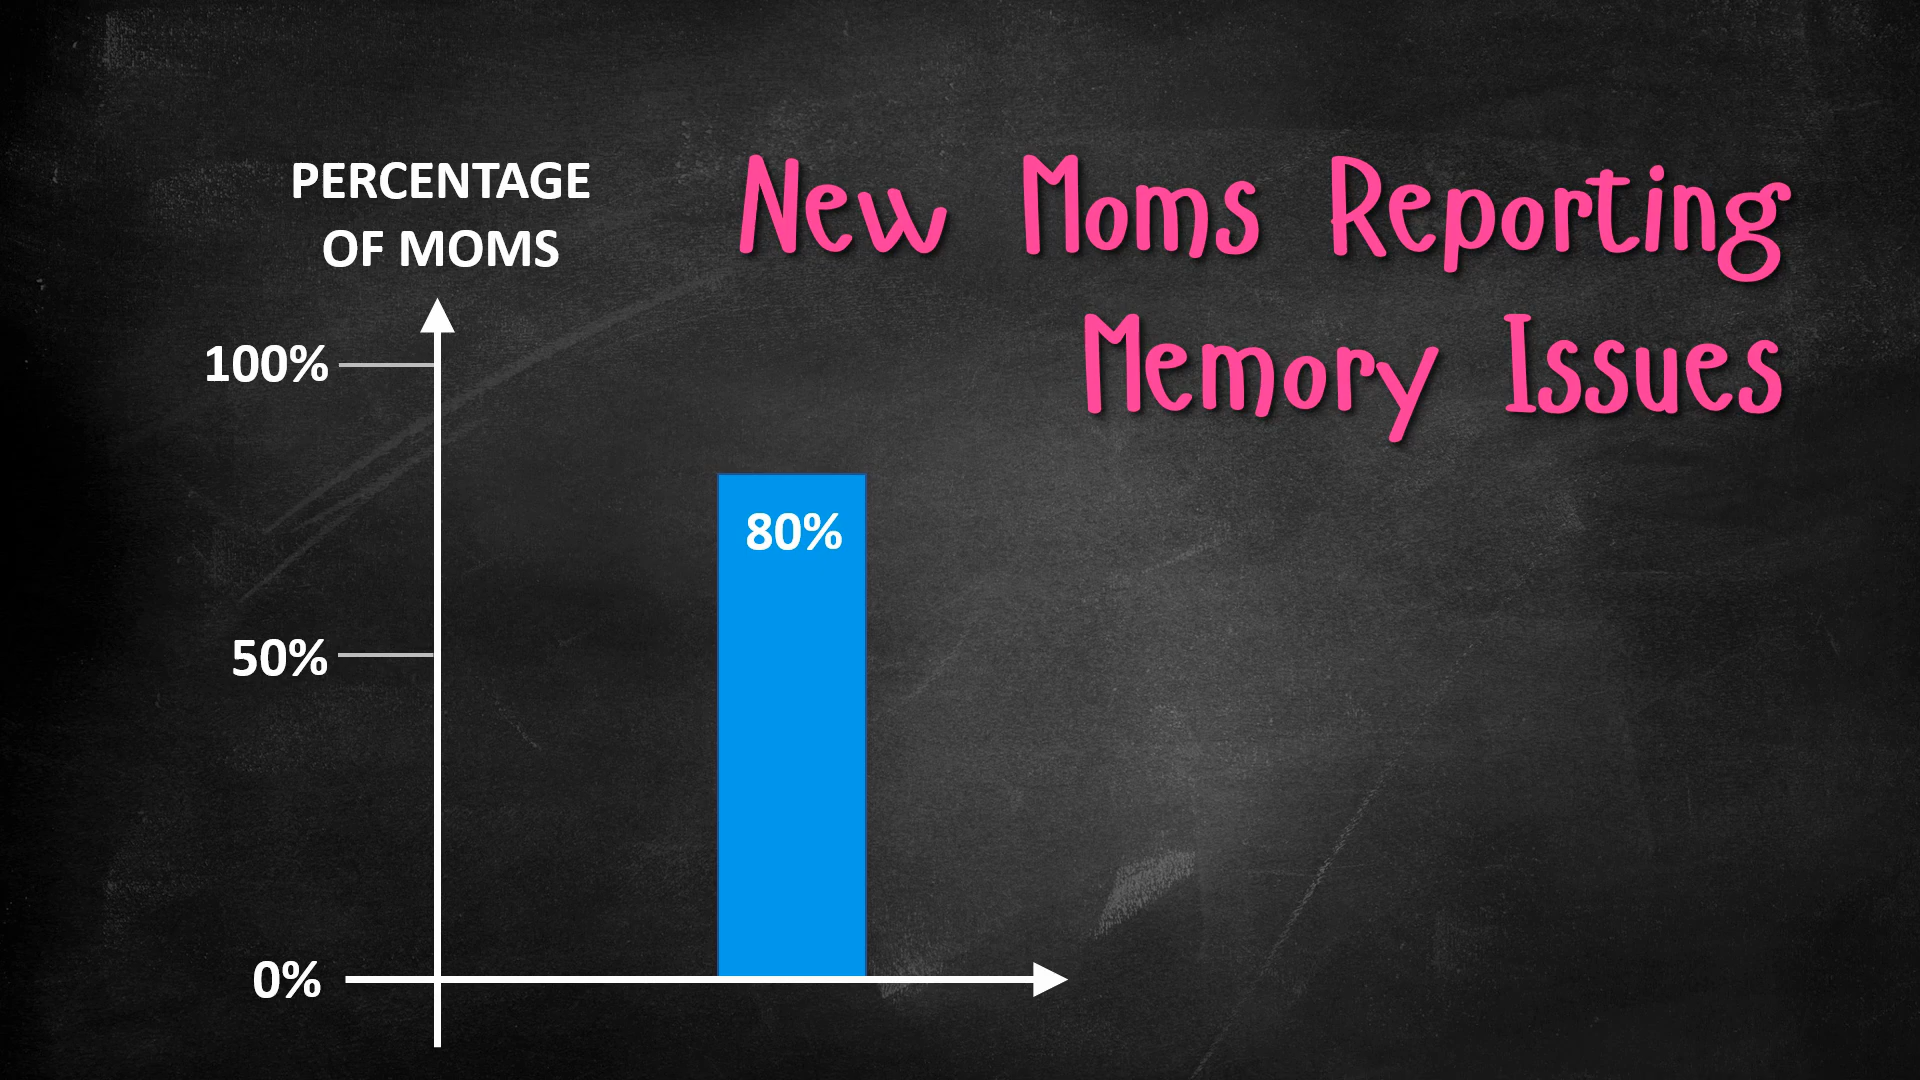 PERCENTAGE
OF MOMS
New Moms Reporting
Memory Issues
100%
80%
50%
0%